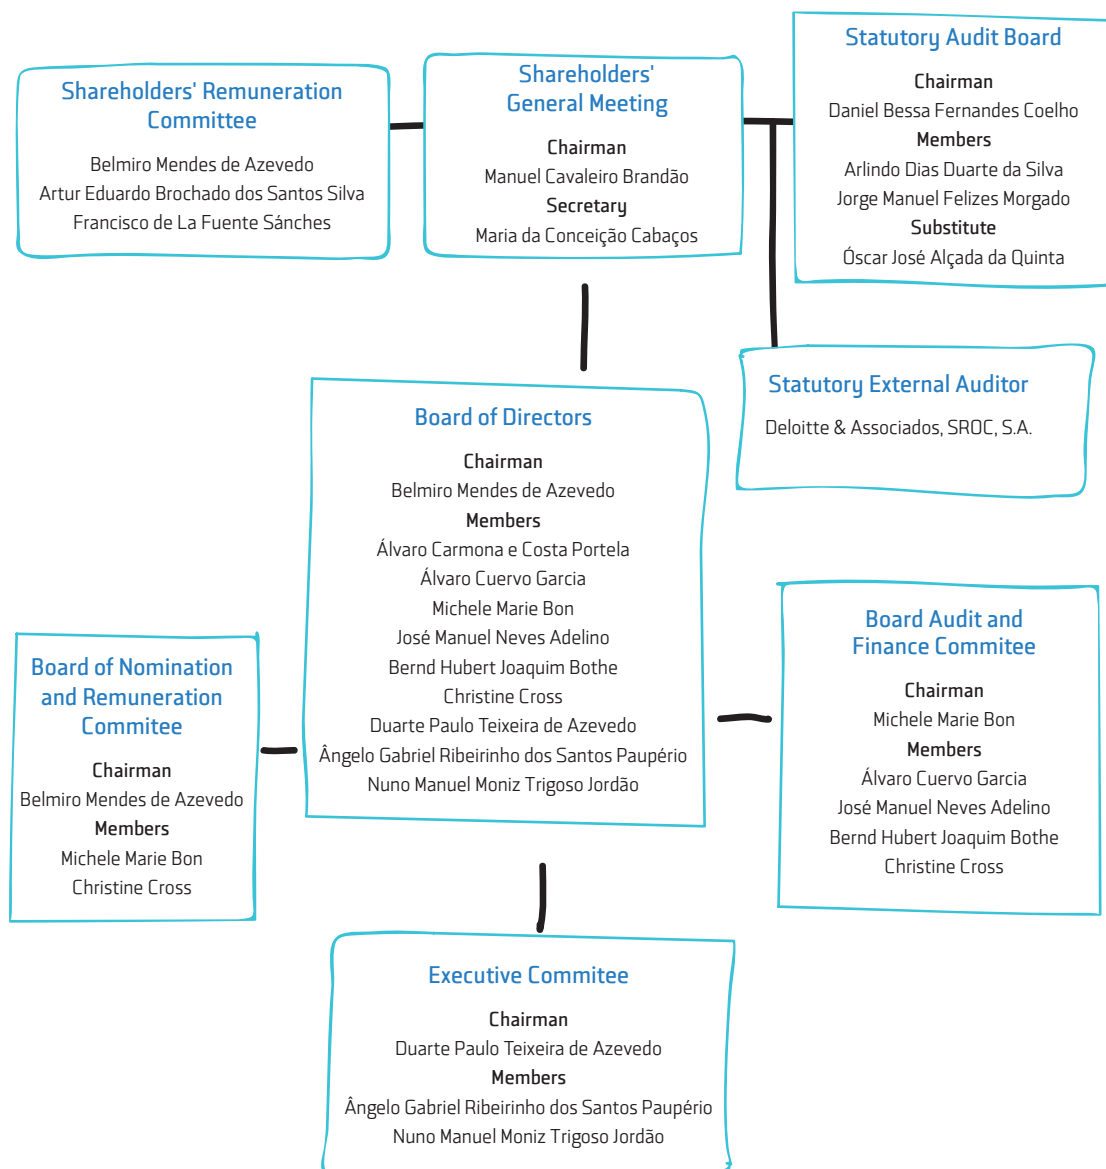 Shareholders' Remuneration
Committee
Belmiro Mendes de Azevedo
Artur Eduardo Brochado dos Santos Silva
Francisco de La Fuente Sánches
Shareholders'
General Meeting
Chairman
Manuel Cavaleiro Brandão
Secretary
Maria da Conceição Cabaços
Statutory Audit Board
Chairman
Daniel Bessa Fernandes Coelho
Members
Arlindo Dias Duarte da Silva
Jorge Manuel Felizes Morgado
Substitute
Óscar José Alçada da Quinta
Statutory External Auditor
Deloitte & Associados, SROC, S.A.
Board of Directors
Chairman
Belmiro Mendes de Azevedo
Members
Álvaro Carmona e Costa Portela
Álvaro Cuervo Garcia
Michele Marie Bon
José Manuel Neves Adelino
Bernd Hubert Joaquim Bothe
Christine Cross
Duarte Paulo Teixeira de Azevedo
Ângelo Gabriel Ribeirinho dos Santos Paupério
Nuno Manuel Moniz Trigoso Jordão
Board of Nomination
and Remuneration
Commitee
Chairman
Belmiro Mendes de Azevedo
Members
Michele Marie Bon
Christine Cross
Board Audit and
Finance Commitee
Chairman
Michele Marie Bon
Members
Álvaro Cuervo Garcia
José Manuel Neves Adelino
Bernd Hubert Joaquim Bothe
Christine Cross
Executive Commitee
Chairman
Duarte Paulo Teixeira de Azevedo
Members
Ângelo Gabriel Ribeirinho dos Santos Paupério
Nuno Manuel Moniz Trigoso Jordão